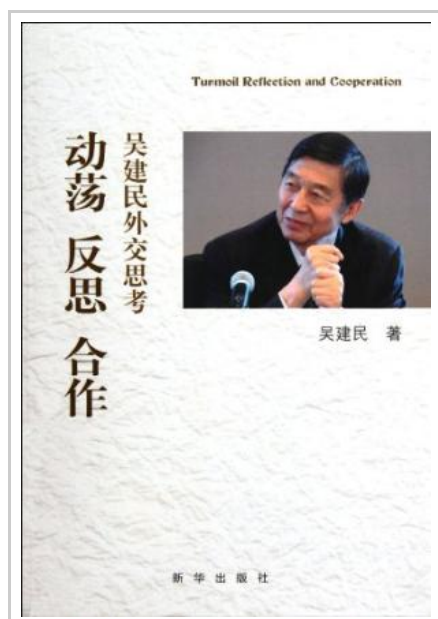 Turmoil Reflection and Cooperation
吴建民外交思考
动荡 反思 合作
吴建民 著
新华出版社